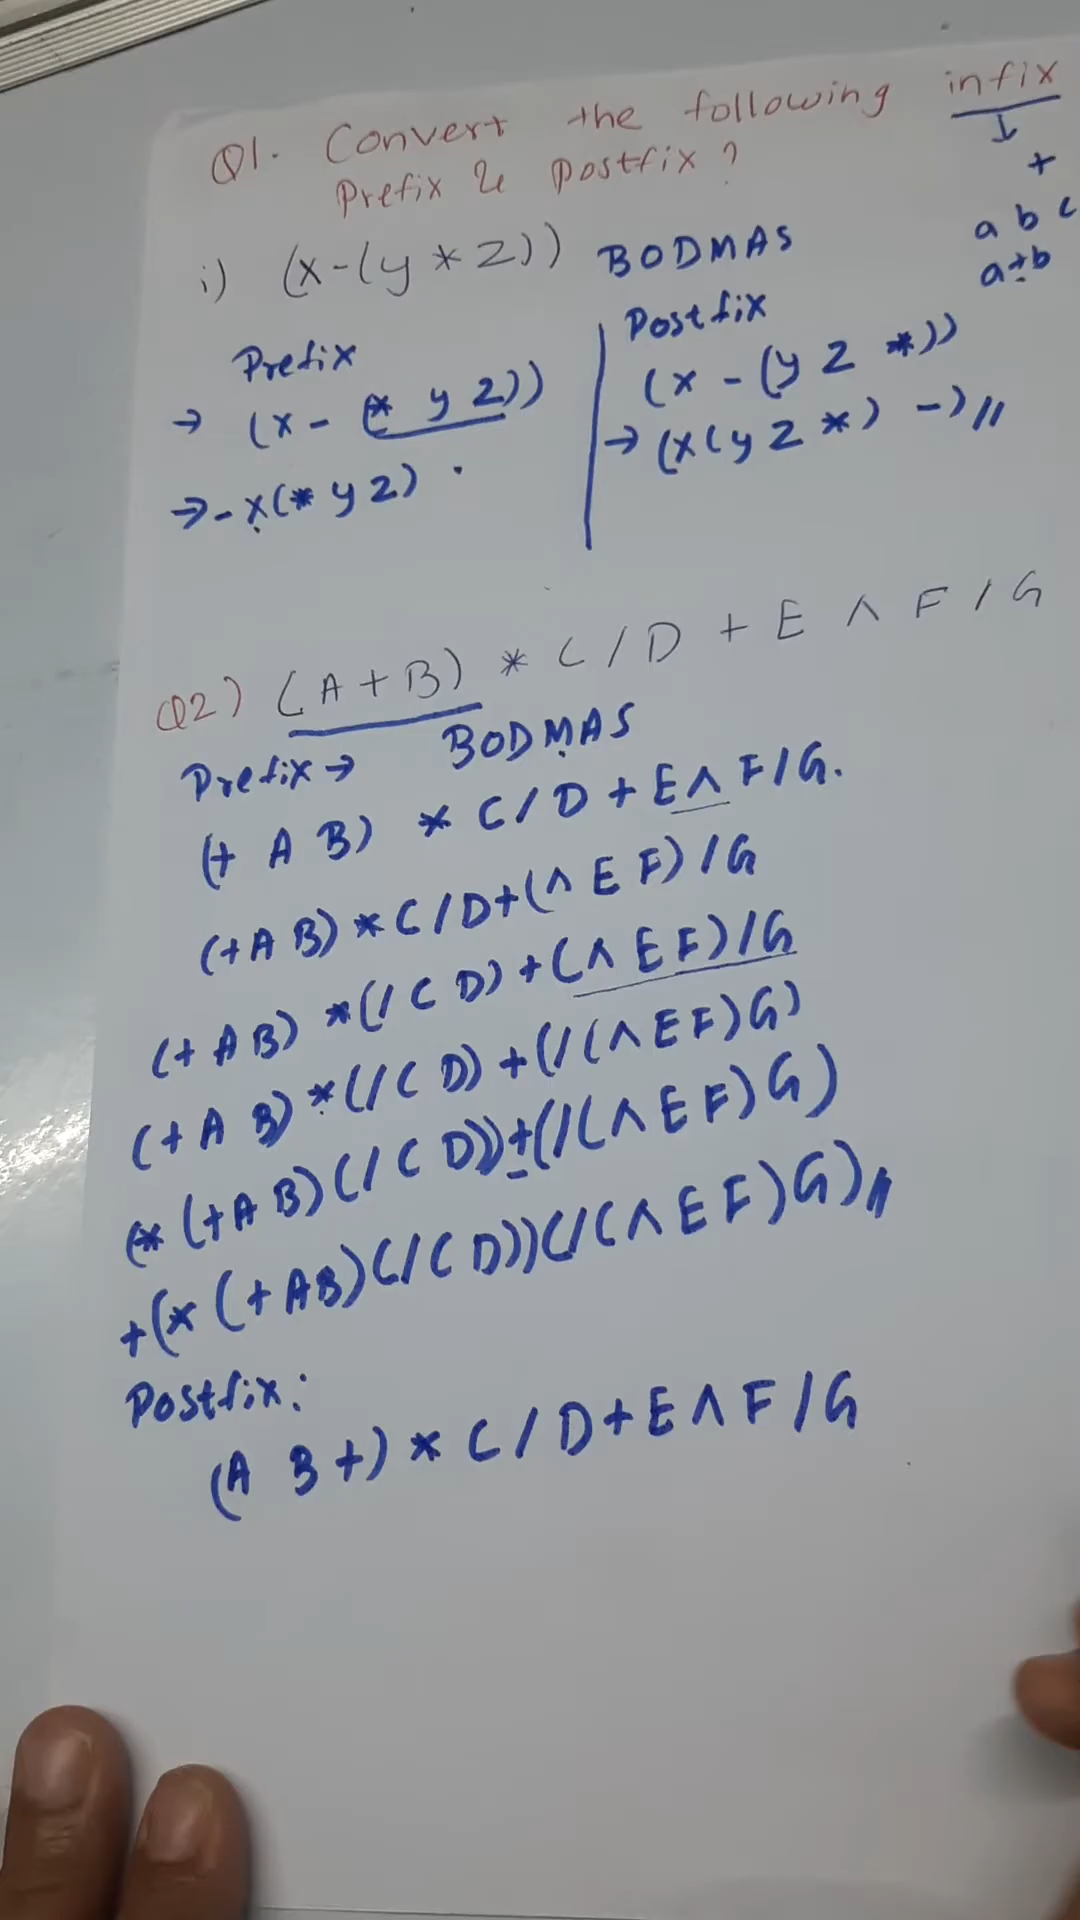 Q1. Convert the following infix
Prefix & Postfix ?
↓
+
a b c
a+b
i) (x-(y * z)) BODMAS
Prefix
→ (x - (* y z))
→ - x(* y z)
Postfix
(x - (y z *))
→ (x(y z *) -)//
Q2) (A+B) * C / D + E ^ F / G
Prefix → BODMAS
(+ A B) * C / D + E ^ F / G.
(+ A B) * C / D + (^ E F) / G
(+ A B) * (/ C D) + (^ E F) / G
(+ A B) * (/ C D) + (/ (^ E F) G)
(* (+ A B) (/ C D)) + (/ (^ E F) G)
+ (* (+ A B) (/ C D)) (/ (^ E F) G)//
Postfix:
(A B +) * C / D + E ^ F / G